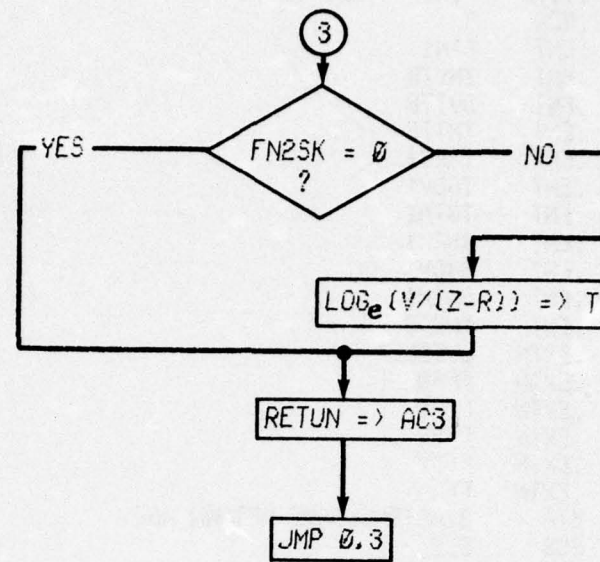 3
FN2SK = Ø
?
YES
NO
LOGe (V/(Z-R)) => T
RETUN => AC3
JMP Ø,3